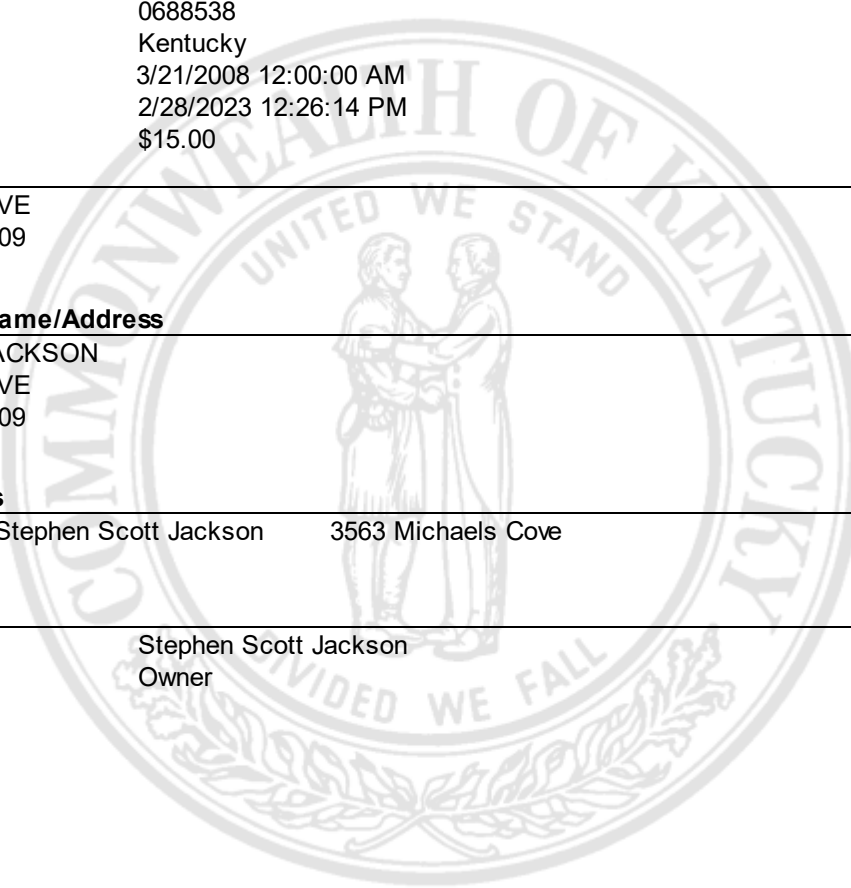 0688538
Kentucky
3/21/2008 12:00:00 AM
2/28/2023 12:26:14 PM
$15.00
VE
09
ame/Address
ACKSON
VE
09
s
Stephen Scott Jackson 3563 Michaels Cove
Stephen Scott Jackson
Owner
COMMONWEALTH OF KENTUCKY
UNITED WE STAND
DIVIDED WE FALL